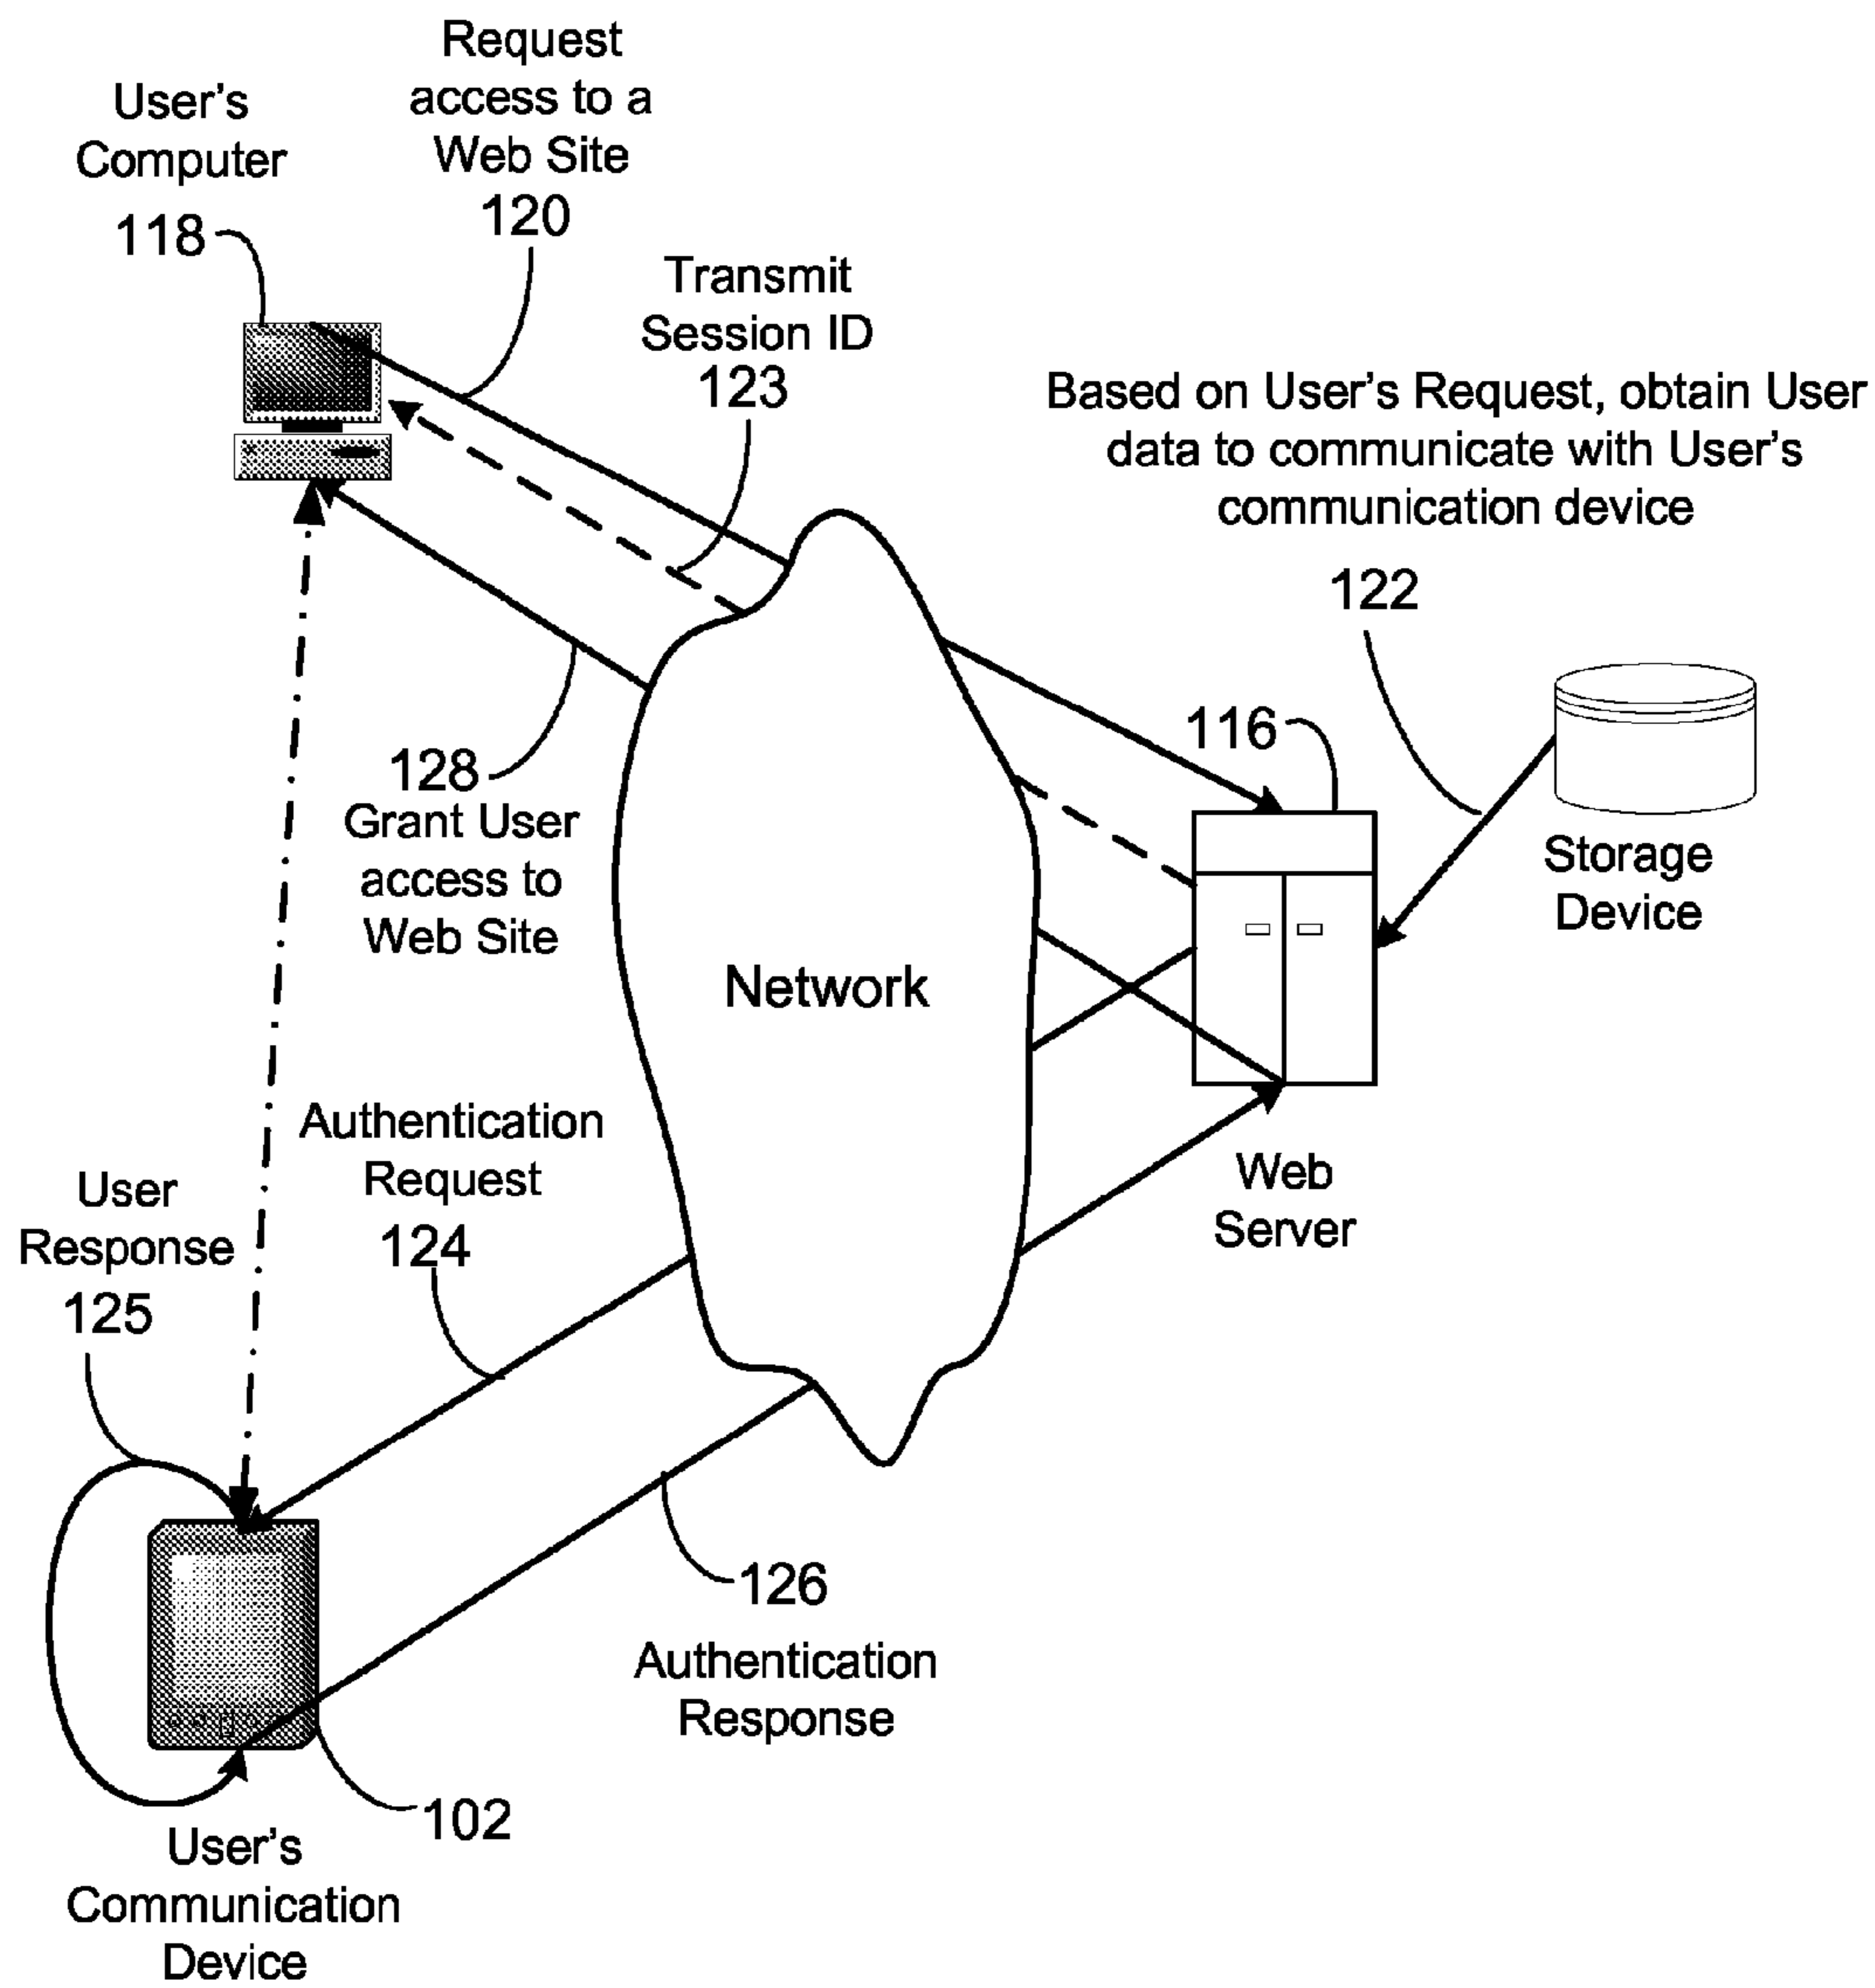 Request
access to a
Web Site
120
User's
Computer
118
Transmit
Session ID
123
Based on User's Request, obtain User
data to communicate with User's
communication device
122
116
128
Grant User
access to
Web Site
Storage
Device
Network
Authentication
Request
124
Web
Server
User
Response
125
126
Authentication
Response
102
User's
Communication
Device